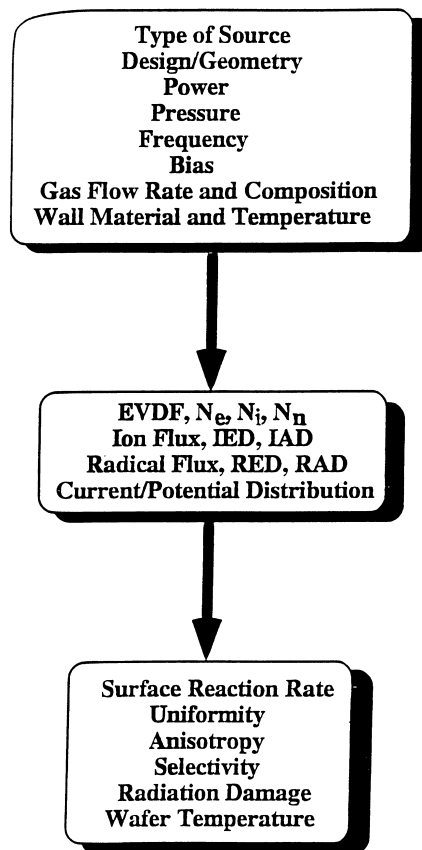 Type of Source
Design/Geometry
Power
Pressure
Frequency
Bias
Gas Flow Rate and Composition
Wall Material and Temperature
EVDF, Ne, Ni, Nn
Ion Flux, IED, IAD
Radical Flux, RED, RAD
Current/Potential Distribution
Surface Reaction Rate
Uniformity
Anisotropy
Selectivity
Radiation Damage
Wafer Temperature